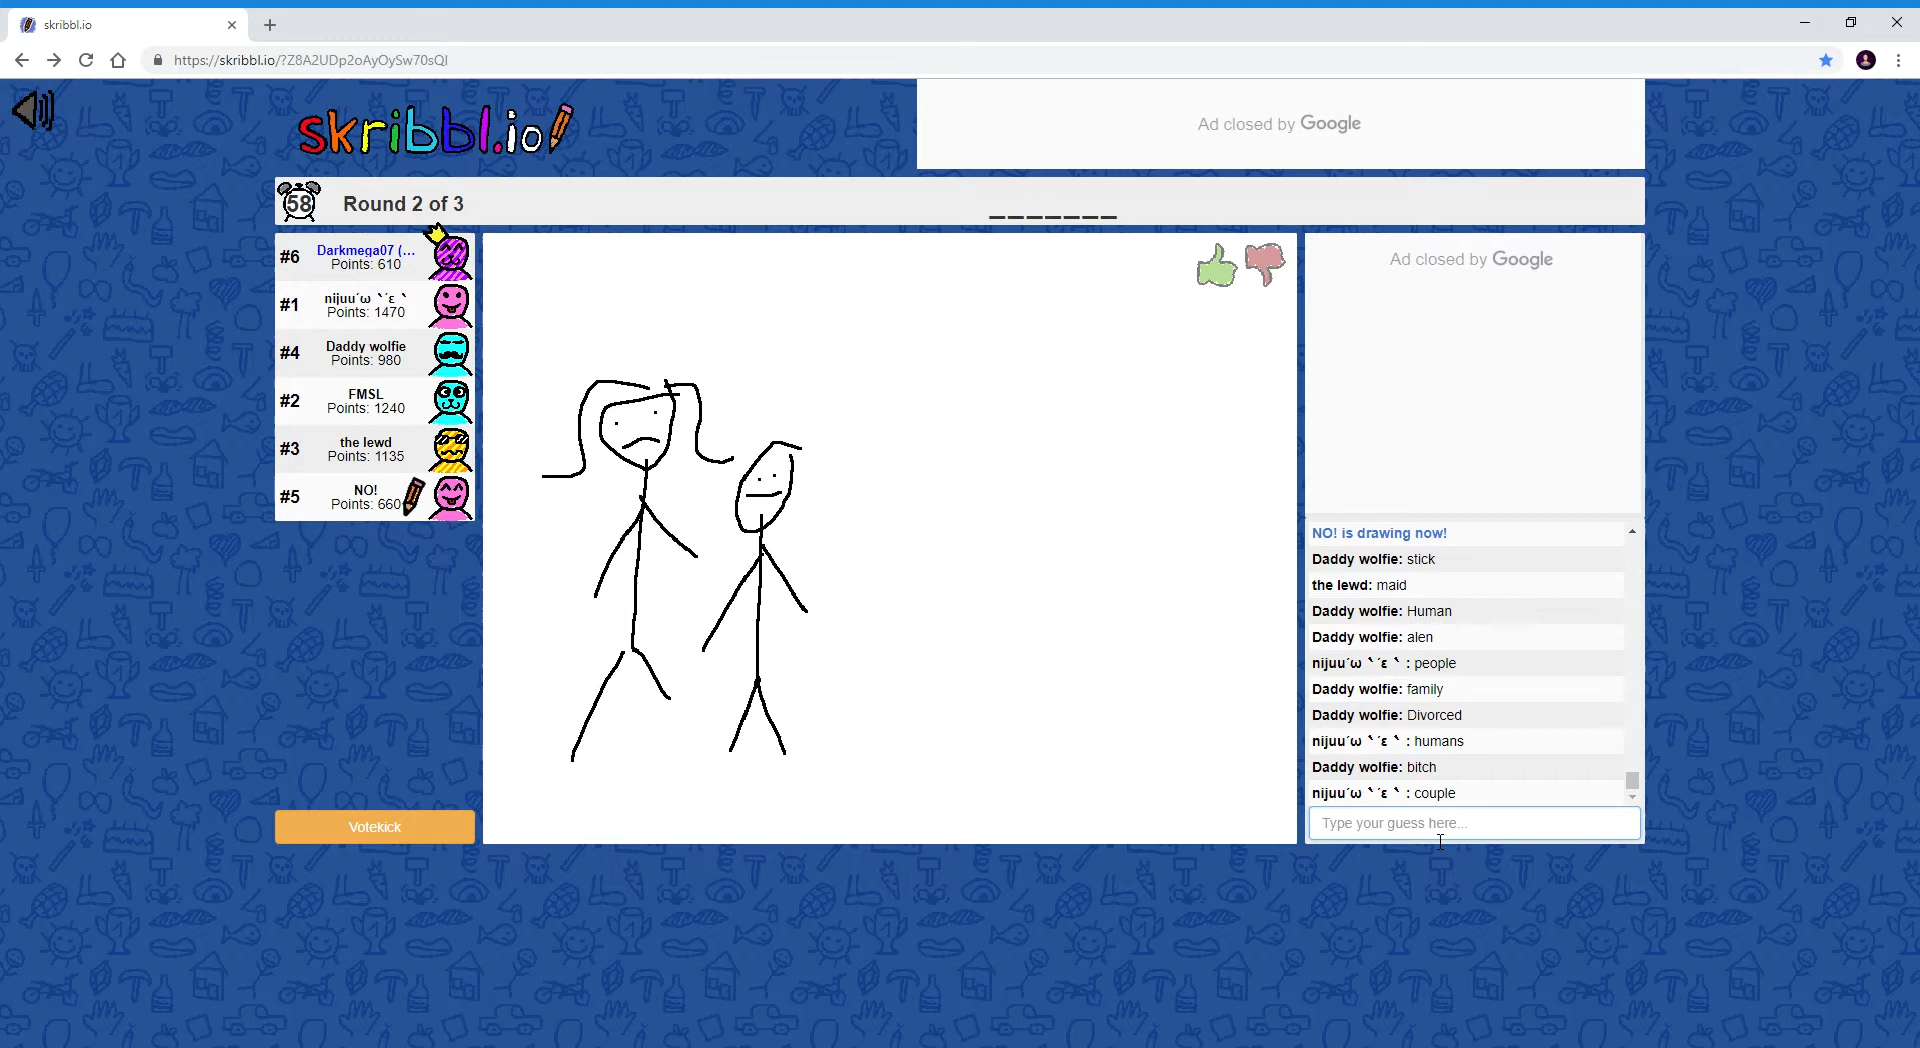 skribbl.io
https://skribbl.io/?Z8A2UDp2oAyOySw70sQI
skribbl.io
Ad closed by Google
58
Round 2 of 3
_______
#6
Darkmega07 (...
Points: 610
#1
nijuu´ω `´ε `
Points: 1470
#4
Daddy wolfie
Points: 980
#2
FMSL
Points: 1240
#3
the lewd
Points: 1135
#5
NO!
Points: 660
Votekick
Ad closed by Google
NO! is drawing now!
Daddy wolfie: stick
the lewd: maid
Daddy wolfie: Human
Daddy wolfie: alen
nijuu´ω `´ε ` : people
Daddy wolfie: family
Daddy wolfie: Divorced
nijuu´ω `´ε ` : humans
Daddy wolfie: bitch
nijuu´ω `´ε ` : couple
Type your guess here...